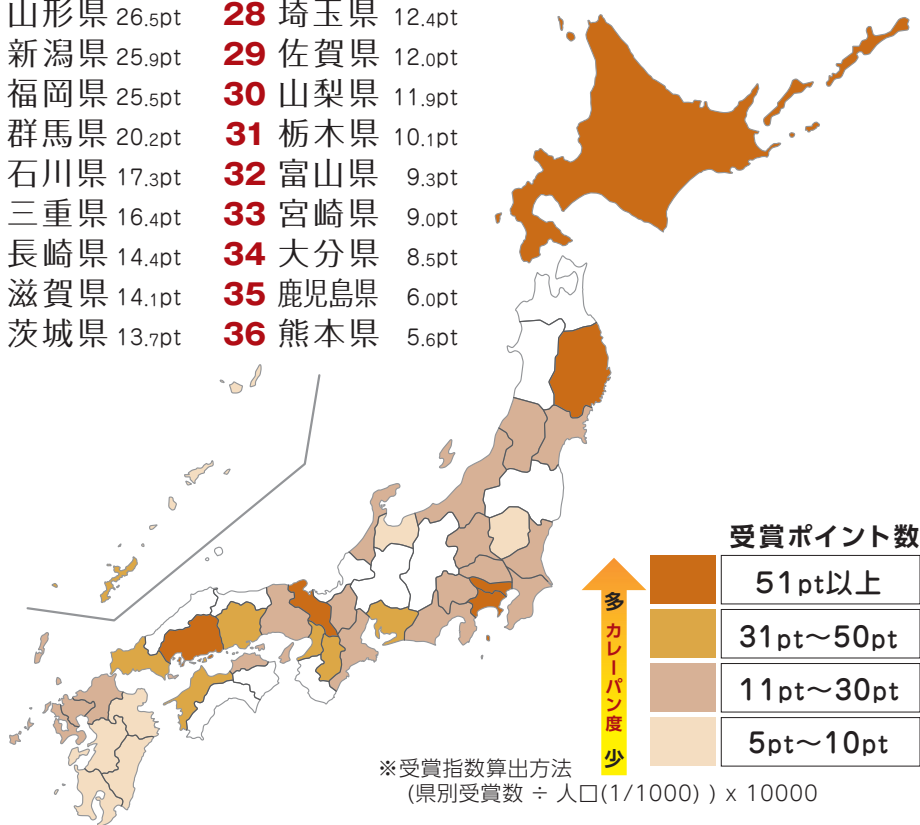 山形県 26.5pt 28 埼玉県 12.4pt
新潟県 25.9pt 29 佐賀県 12.0pt
福岡県 25.5pt 30 山梨県 11.9pt
群馬県 20.2pt 31 栃木県 10.1pt
石川県 17.3pt 32 富山県 9.3pt
三重県 16.4pt 33 宮崎県 9.0pt
長崎県 14.4pt 34 大分県 8.5pt
滋賀県 14.1pt 35 鹿児島県 6.0pt
茨城県 13.7pt 36 熊本県 5.6pt
受賞ポイント数
多 カレーパン度 少
51pt以上
31pt〜50pt
11pt〜30pt
5pt〜10pt
※受賞指数算出方法
(県別受賞数 ÷ 人口(1/1000) ) x 10000